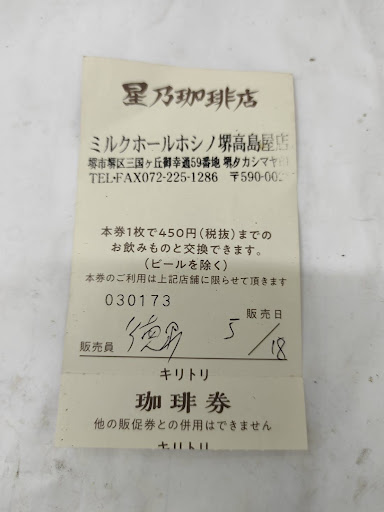 星乃珈琲店
ミルクホールホシノ堺高島屋店
堺市堺区三国ヶ丘御幸通59番地 堺タカシマヤ
TEL・FAX072-225-1286 〒590-00
本券1枚で450円(税抜)までの
お飲みものと交換できます。
(ビールを除く)
本券のご利用は上記店舗に限らせて頂きます
030173
販売日
販売員 5/18
キリトリ
珈琲券
他の販促券との併用はできません
キリトリ